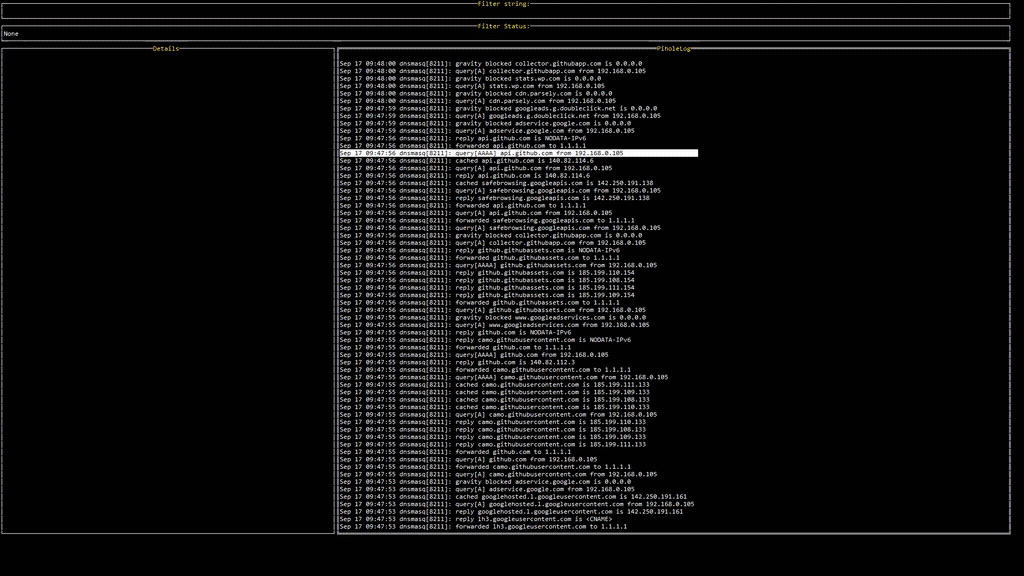 Filter string:
Filter Status:
None
Details
PiholeLog
Sep 17 09:48:00 dnsmasq[8211]: gravity blocked collector.githubapp.com is 0.0.0.0
Sep 17 09:48:00 dnsmasq[8211]: query[A] collector.githubapp.com from 192.168.0.105
Sep 17 09:48:00 dnsmasq[8211]: gravity blocked stats.wp.com is 0.0.0.0
Sep 17 09:48:00 dnsmasq[8211]: query[A] stats.wp.com from 192.168.0.105
Sep 17 09:48:00 dnsmasq[8211]: gravity blocked cdn.parsely.com is 0.0.0.0
Sep 17 09:48:00 dnsmasq[8211]: query[A] cdn.parsely.com from 192.168.0.105
Sep 17 09:47:59 dnsmasq[8211]: gravity blocked googleads.g.doubleclick.net is 0.0.0.0
Sep 17 09:47:59 dnsmasq[8211]: query[A] googleads.g.doubleclick.net from 192.168.0.105
Sep 17 09:47:59 dnsmasq[8211]: gravity blocked adservice.google.com is 0.0.0.0
Sep 17 09:47:59 dnsmasq[8211]: query[A] adservice.google.com from 192.168.0.105
Sep 17 09:47:56 dnsmasq[8211]: reply api.github.com is NODATA-IPv6
Sep 17 09:47:56 dnsmasq[8211]: forwarded api.github.com to 1.1.1.1
Sep 17 09:47:56 dnsmasq[8211]: query[AAAA] api.github.com from 192.168.0.105
Sep 17 09:47:56 dnsmasq[8211]: cached api.github.com is 140.82.114.6
Sep 17 09:47:56 dnsmasq[8211]: query[A] api.github.com from 192.168.0.105
Sep 17 09:47:56 dnsmasq[8211]: reply api.github.com is 140.82.114.6
Sep 17 09:47:56 dnsmasq[8211]: cached safebrowsing.googleapis.com is 142.250.191.138
Sep 17 09:47:56 dnsmasq[8211]: query[A] safebrowsing.googleapis.com from 192.168.0.105
Sep 17 09:47:56 dnsmasq[8211]: reply safebrowsing.googleapis.com is 142.250.191.138
Sep 17 09:47:56 dnsmasq[8211]: forwarded api.github.com to 1.1.1.1
Sep 17 09:47:56 dnsmasq[8211]: query[A] api.github.com from 192.168.0.105
Sep 17 09:47:56 dnsmasq[8211]: forwarded safebrowsing.googleapis.com to 1.1.1.1
Sep 17 09:47:56 dnsmasq[8211]: query[A] safebrowsing.googleapis.com from 192.168.0.105
Sep 17 09:47:56 dnsmasq[8211]: gravity blocked collector.githubapp.com is 0.0.0.0
Sep 17 09:47:56 dnsmasq[8211]: query[A] collector.githubapp.com from 192.168.0.105
Sep 17 09:47:56 dnsmasq[8211]: reply github.githubassets.com is NODATA-IPv6
Sep 17 09:47:56 dnsmasq[8211]: forwarded github.githubassets.com to 1.1.1.1
Sep 17 09:47:56 dnsmasq[8211]: query[AAAA] github.githubassets.com from 192.168.0.105
Sep 17 09:47:56 dnsmasq[8211]: reply github.githubassets.com is 185.199.110.154
Sep 17 09:47:56 dnsmasq[8211]: reply github.githubassets.com is 185.199.108.154
Sep 17 09:47:56 dnsmasq[8211]: reply github.githubassets.com is 185.199.111.154
Sep 17 09:47:56 dnsmasq[8211]: reply github.githubassets.com is 185.199.109.154
Sep 17 09:47:56 dnsmasq[8211]: forwarded github.githubassets.com to 1.1.1.1
Sep 17 09:47:56 dnsmasq[8211]: query[A] github.githubassets.com from 192.168.0.105
Sep 17 09:47:55 dnsmasq[8211]: gravity blocked www.googleadservices.com is 0.0.0.0
Sep 17 09:47:55 dnsmasq[8211]: query[A] www.googleadservices.com from 192.168.0.105
Sep 17 09:47:55 dnsmasq[8211]: reply github.com is NODATA-IPv6
Sep 17 09:47:55 dnsmasq[8211]: reply camo.githubusercontent.com is NODATA-IPv6
Sep 17 09:47:55 dnsmasq[8211]: forwarded github.com to 1.1.1.1
Sep 17 09:47:55 dnsmasq[8211]: query[AAAA] github.com from 192.168.0.105
Sep 17 09:47:55 dnsmasq[8211]: reply github.com is 140.82.112.3
Sep 17 09:47:55 dnsmasq[8211]: forwarded camo.githubusercontent.com to 1.1.1.1
Sep 17 09:47:55 dnsmasq[8211]: query[AAAA] camo.githubusercontent.com from 192.168.0.105
Sep 17 09:47:55 dnsmasq[8211]: cached camo.githubusercontent.com is 185.199.111.133
Sep 17 09:47:55 dnsmasq[8211]: cached camo.githubusercontent.com is 185.199.109.133
Sep 17 09:47:55 dnsmasq[8211]: cached camo.githubusercontent.com is 185.199.108.133
Sep 17 09:47:55 dnsmasq[8211]: cached camo.githubusercontent.com is 185.199.110.133
Sep 17 09:47:55 dnsmasq[8211]: query[A] camo.githubusercontent.com from 192.168.0.105
Sep 17 09:47:55 dnsmasq[8211]: reply camo.githubusercontent.com is 185.199.110.133
Sep 17 09:47:55 dnsmasq[8211]: reply camo.githubusercontent.com is 185.199.108.133
Sep 17 09:47:55 dnsmasq[8211]: reply camo.githubusercontent.com is 185.199.109.133
Sep 17 09:47:55 dnsmasq[8211]: reply camo.githubusercontent.com is 185.199.111.133
Sep 17 09:47:55 dnsmasq[8211]: forwarded github.com to 1.1.1.1
Sep 17 09:47:55 dnsmasq[8211]: query[A] github.com from 192.168.0.105
Sep 17 09:47:55 dnsmasq[8211]: forwarded camo.githubusercontent.com to 1.1.1.1
Sep 17 09:47:55 dnsmasq[8211]: query[A] camo.githubusercontent.com from 192.168.0.105
Sep 17 09:47:53 dnsmasq[8211]: gravity blocked adservice.google.com is 0.0.0.0
Sep 17 09:47:53 dnsmasq[8211]: query[A] adservice.google.com from 192.168.0.105
Sep 17 09:47:53 dnsmasq[8211]: cached googlehosted.l.googleusercontent.com is 142.250.191.161
Sep 17 09:47:53 dnsmasq[8211]: query[A] googlehosted.l.googleusercontent.com from 192.168.0.105
Sep 17 09:47:53 dnsmasq[8211]: reply googlehosted.l.googleusercontent.com is 142.250.191.161
Sep 17 09:47:53 dnsmasq[8211]: reply lh3.googleusercontent.com is <CNAME>
Sep 17 09:47:53 dnsmasq[8211]: forwarded lh3.googleusercontent.com to 1.1.1.1